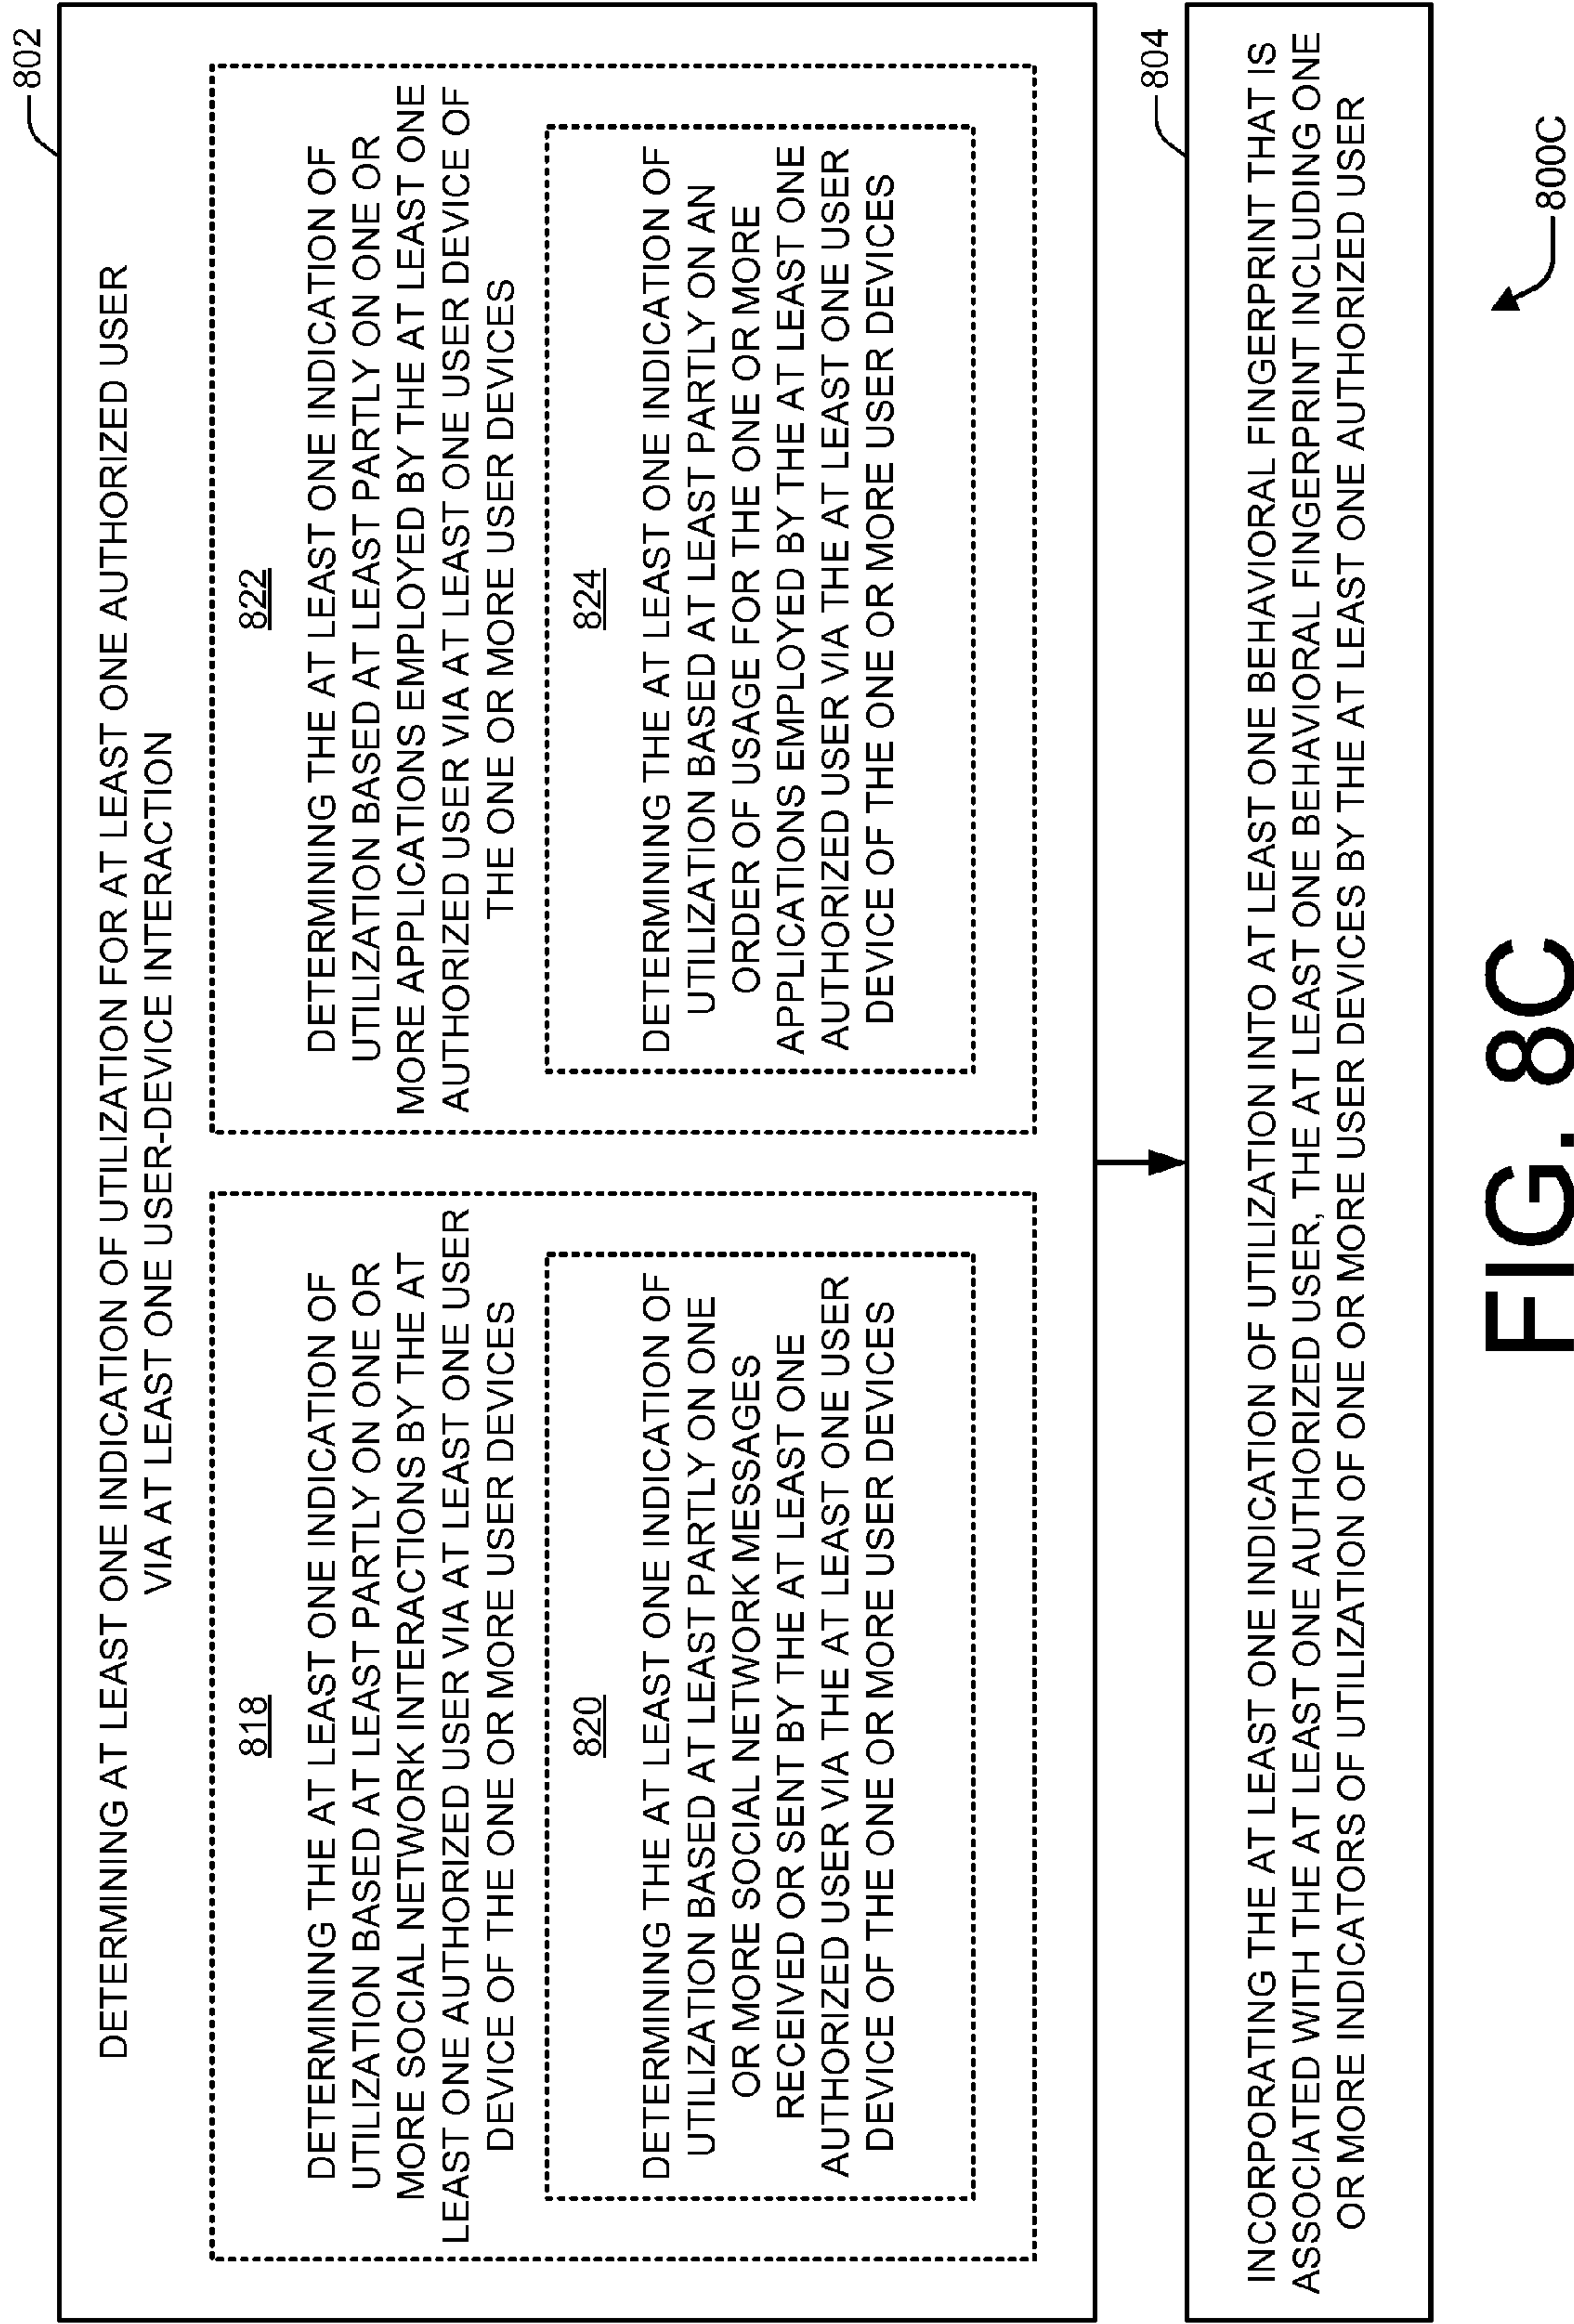 802
DETERMINING AT LEAST ONE INDICATION OF UTILIZATION FOR AT LEAST ONE AUTHORIZED USER
VIA AT LEAST ONE USER-DEVICE INTERACTION
818
DETERMINING THE AT LEAST ONE INDICATION OF
UTILIZATION BASED AT LEAST PARTLY ON ONE OR
MORE SOCIAL NETWORK INTERACTIONS BY THE AT
LEAST ONE AUTHORIZED USER VIA AT LEAST ONE USER
DEVICE OF THE ONE OR MORE USER DEVICES
820
DETERMINING THE AT LEAST ONE INDICATION OF
UTILIZATION BASED AT LEAST PARTLY ON ONE
OR MORE SOCIAL NETWORK MESSAGES
RECEIVED OR SENT BY THE AT LEAST ONE
AUTHORIZED USER VIA THE AT LEAST ONE USER
DEVICE OF THE ONE OR MORE USER DEVICES
822
DETERMINING THE AT LEAST ONE INDICATION OF
UTILIZATION BASED AT LEAST PARTLY ON ONE OR
MORE APPLICATIONS EMPLOYED BY THE AT LEAST ONE
AUTHORIZED USER VIA AT LEAST ONE USER DEVICE OF
THE ONE OR MORE USER DEVICES
824
DETERMINING THE AT LEAST ONE INDICATION OF
UTILIZATION BASED AT LEAST PARTLY ON AN
ORDER OF USAGE FOR THE ONE OR MORE
APPLICATIONS EMPLOYED BY THE AT LEAST ONE
AUTHORIZED USER VIA THE AT LEAST ONE USER
DEVICE OF THE ONE OR MORE USER DEVICES
804
INCORPORATING THE AT LEAST ONE INDICATION OF UTILIZATION INTO AT LEAST ONE BEHAVIORAL FINGERPRINT THAT IS
ASSOCIATED WITH THE AT LEAST ONE AUTHORIZED USER, THE AT LEAST ONE BEHAVIORAL FINGERPRINT INCLUDING ONE
OR MORE INDICATORS OF UTILIZATION OF ONE OR MORE USER DEVICES BY THE AT LEAST ONE AUTHORIZED USER
800C
FIG. 8C